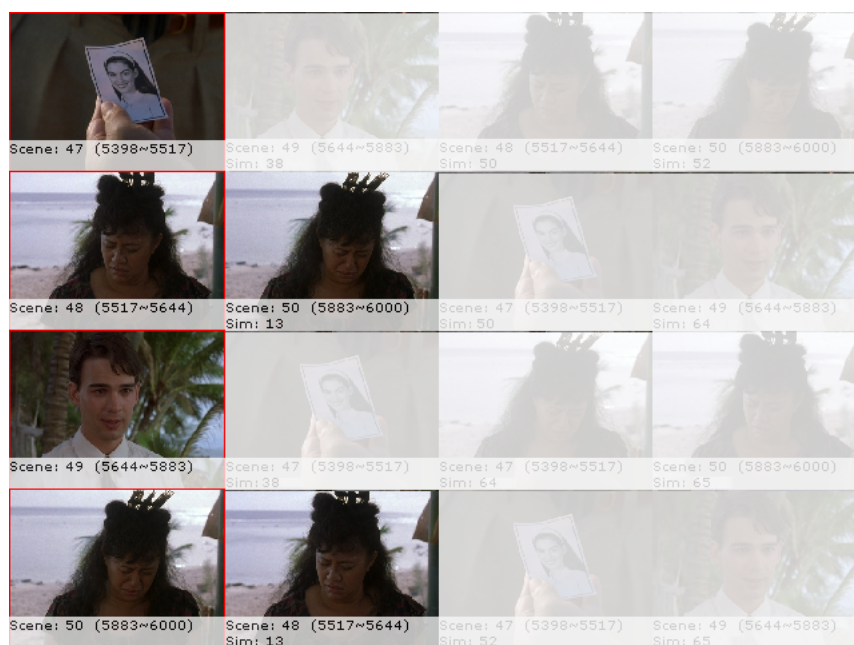 Scene: 47 (5398~5517)
Scene: 49 (5644~5883)
Sim: 38
Scene: 48 (5517~5644)
Sim: 50
Scene: 50 (5883~6000)
Sim: 52
Scene: 48 (5517~5644)
Scene: 50 (5883~6000)
Sim: 13
Scene: 47 (5398~5517)
Sim: 50
Scene: 49 (5644~5883)
Sim: 64
Scene: 49 (5644~5883)
Scene: 47 (5398~5517)
Sim:38
Scene: 47 (5398~5517)
Sim: 64
Scene: 50 (5883~6000)
Sim: 65
Scene: 50 (5883~6000)
Scene: 48 (5517~5644)
Sim: 13
Scene: 47 (5398~5517)
Sim: 52
Scene: 49 (5644~5883)
Sim: 65